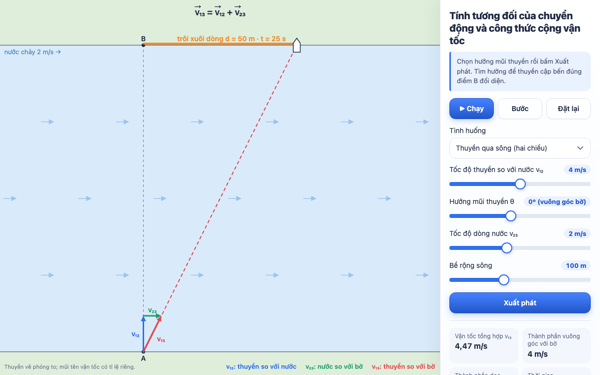 v₁₃ = v₁₂ + v₂₃
B
trôi xuôi dòng d = 50 m · t = 25 s
nước chảy 2 m/s →
v₂₃
v₁₂
v₁₃
A
Thuyền vẽ phóng to; mũi tên vận tốc có tỉ lệ riêng.
v₁₂: thuyền so với nước
v₂₃: nước so với bờ
v₁₃: thuyền so với bờ
Tính tương đối của chuyển
động và công thức cộng vận
tốc
Chọn hướng mũi thuyền rồi bấm Xuất
phát. Tìm hướng để thuyền cập bến đúng
điểm B đối diện.
▶ Chạy
Bước
Đặt lại
Tình huống
Thuyền qua sông (hai chiều)
Tốc độ thuyền so với nước v₁₂
4 m/s
Hướng mũi thuyền θ
0° (vuông góc bờ)
Tốc độ dòng nước v₂₃
2 m/s
Bề rộng sông
100 m
Xuất phát
Vận tốc tổng hợp v₁₃
4,47 m/s
Thành phần vuông
góc với bờ
4 m/s